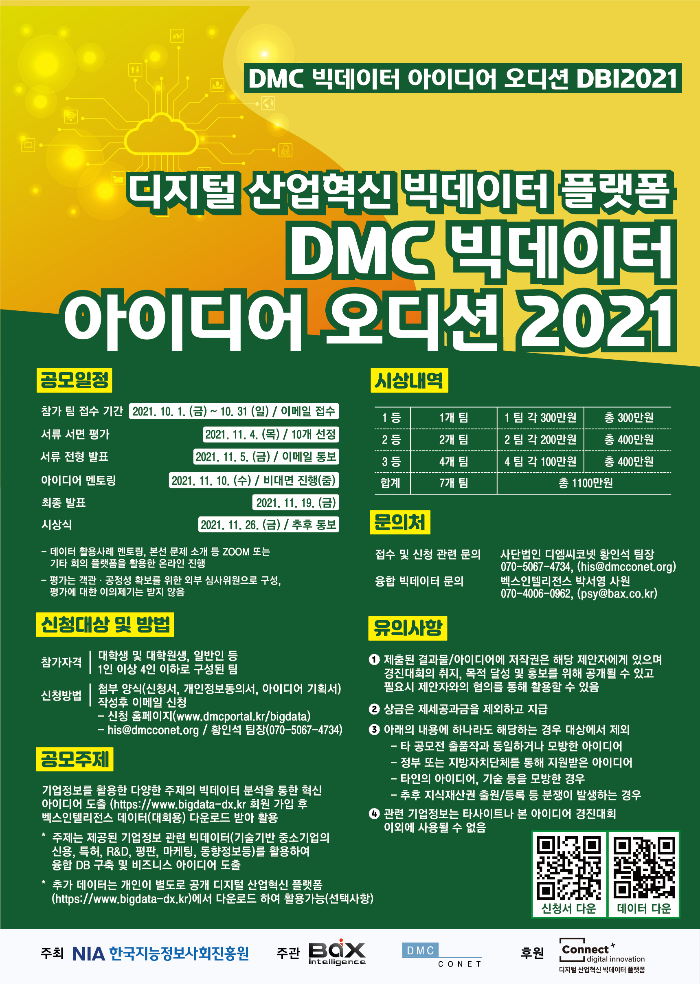 DMC 빅데이터 아이디어 오디션 DBI2021
디지털 산업혁신 빅데이터 플랫폼
DMC 빅데이터
아이디어 오디션 2021
공모일정
참가 팀 접수 기간 2021. 10. 1. (금) ~ 10. 31 (일) / 이메일 접수
서류 서면 평가 2021. 11. 4. (목) / 10개 선정
서류 전형 발표 2021. 11. 5. (금) / 이메일 통보
아이디어 멘토링 2021. 11. 10. (수) / 비대면 진행(줌)
최종 발표 2021. 11. 19. (금)
시상식 2021. 11. 26. (금) / 추후 통보
- 데이터 활용사례 멘토링, 본선 문제 소개 등 ZOOM 또는
기타 회의 플랫폼을 활용한 온라인 진행
- 평가는 객관 · 공정성 확보를 위한 외부 심사위원으로 구성,
평가에 대한 이의제기는 받지 않음
신청대상 및 방법
참가자격 대학생 및 대학원생, 일반인 등
1인 이상 4인 이하로 구성된 팀
신청방법 첨부 양식(신청서, 개인정보동의서, 아이디어 기획서)
작성후 이메일 신청
- 신청 홈페이지(www.dmcportal.kr/bigdata)
- his@dmcconet.org / 황인석 팀장(070-5067-4734)
공모주제
기업정보를 활용한 다양한 주제의 빅데이터 분석을 통한 혁신
아이디어 도출 (https://www.bigdata-dx.kr 회원 가입 후
벡스인텔리전스 데이터(대회용) 다운로드 받아 활용
* 주제는 제공된 기업정보 관련 빅데이터(기술기반 중소기업의
신용, 특허, R&D, 평판, 마케팅, 동향정보등)를 활용하여
융합 DB 구축 및 비즈니스 아이디어 도출
* 추가 데이터는 개인이 별도로 공개 디지털 산업혁신 플랫폼
(https://www.bigdata-dx.kr)에서 다운로드 하여 활용가능(선택사항)
시상내역
1 등 1개 팀 1 팀 각 300만원 총 300만원
2 등 2개 팀 2 팀 각 200만원 총 400만원
3 등 4개 팀 4 팀 각 100만원 총 400만원
합계 7개 팀 총 1100만원
문의처
접수 및 신청 관련 문의 사단법인 디엠씨코넷 황인석 팀장
070-5067-4734, (his@dmcconet.org)
융합 빅데이터 문의 벡스인텔리전스 박서영 사원
070-4006-0962, (psy@bax.co.kr)
유의사항
1 제출된 결과물/아이디어에 저작권은 해당 제안자에게 있으며
경진대회의 취지, 목적 달성 및 홍보를 위해 공개될 수 있고
필요시 제안자와의 협의를 통해 활용할 수 있음
2 상금은 제세공과금을 제외하고 지급
3 아래의 내용에 하나라도 해당하는 경우 대상에서 제외
- 타 공모전 출품작과 동일하거나 모방한 아이디어
- 정부 또는 지방자치단체를 통해 지원받은 아이디어
- 타인의 아이디어, 기술 등을 모방한 경우
- 추후 지식재산권 출원/등록 등 분쟁이 발생하는 경우
4 관련 기업정보는 타사이트나 본 아이디어 경진대회
이외에 사용될 수 없음
신청서 다운 데이터 다운
주최 NIA 한국지능정보사회진흥원 주관 BaX Intelligence DMC CONET 후원 Connect+
digital innovation
디지털 산업혁신 빅데이터 플랫폼